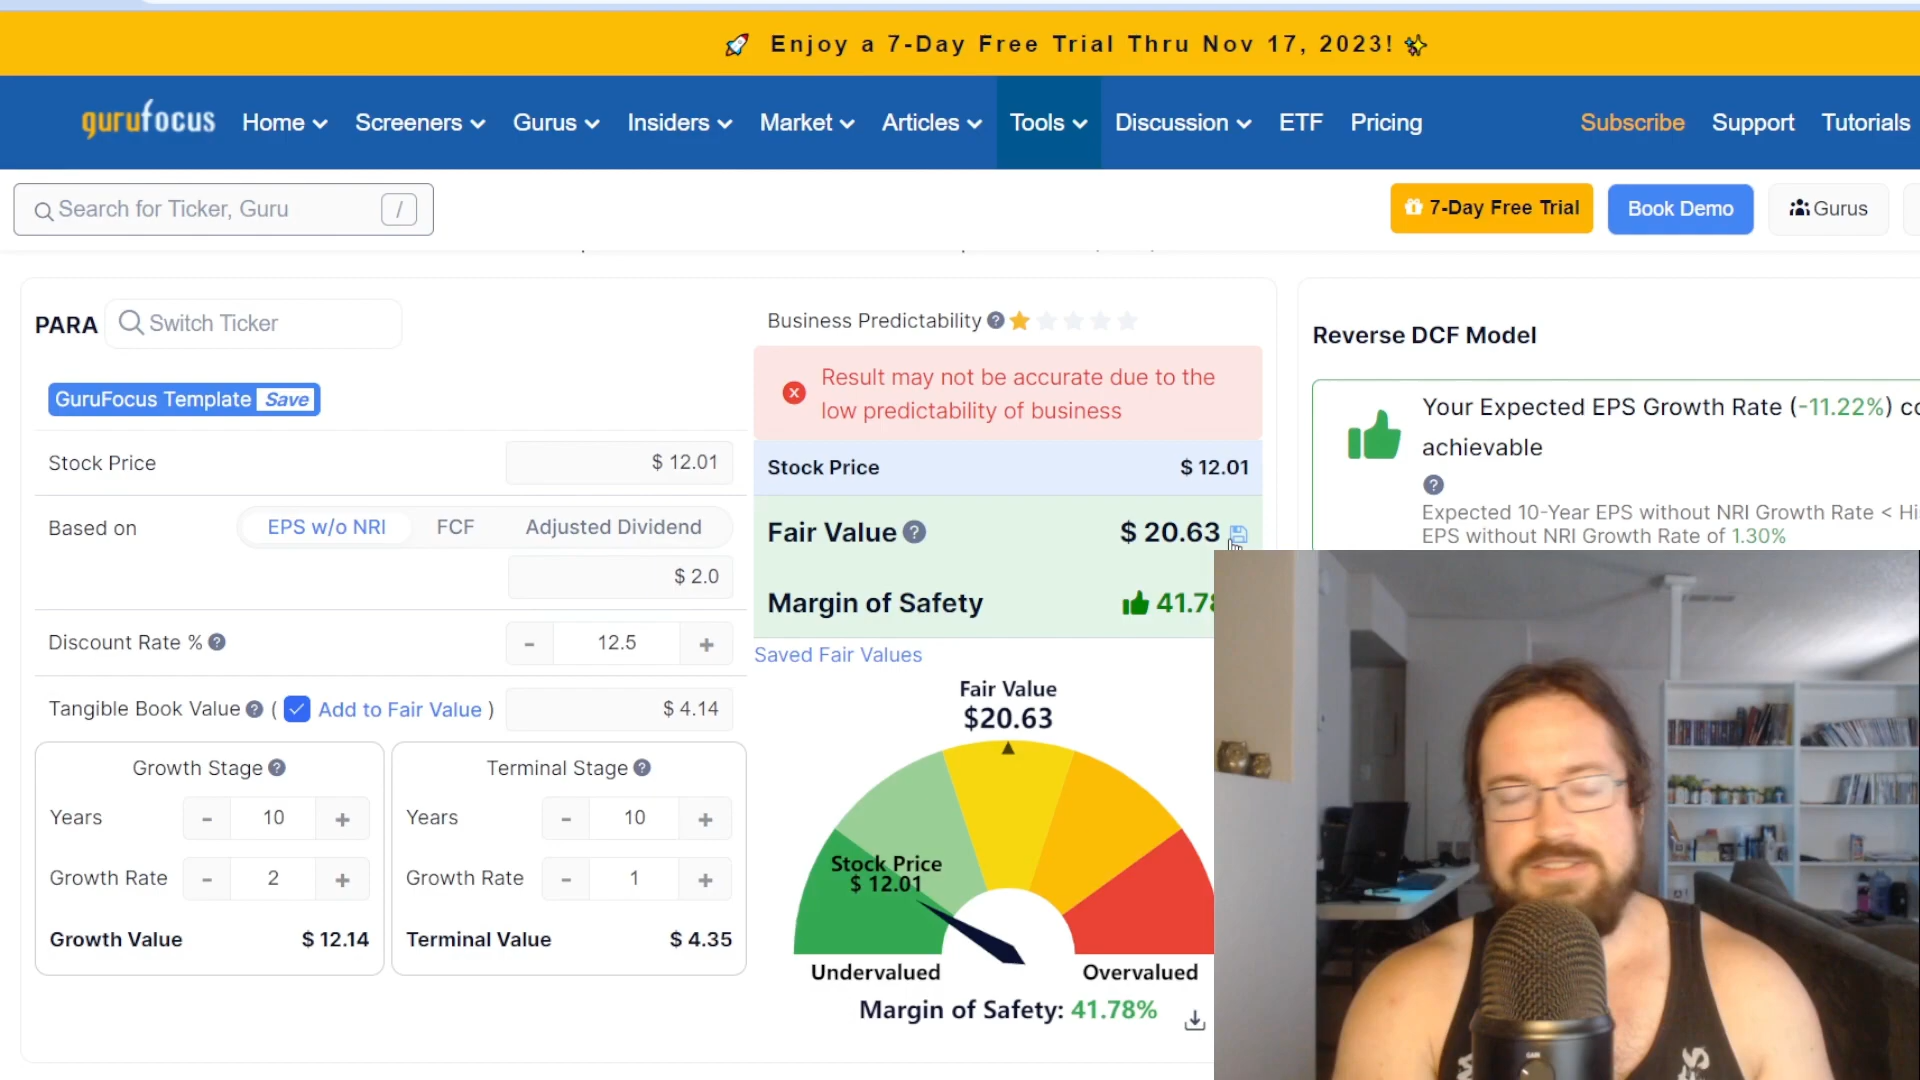 Enjoy a 7-Day Free Trial Thru Nov 17, 2023!
gurufocus Home Screeners Gurus Insiders Market Articles Tools Discussion ETF Pricing Subscribe Support Tutorials
Search for Ticker, Guru /
7-Day Free Trial Book Demo Gurus
PARA Switch Ticker
GuruFocus Template Save
Stock Price $ 12.01
Based on EPS w/o NRI FCF Adjusted Dividend
$ 2.0
Discount Rate % ? - 12.5 +
Tangible Book Value ? ( Add to Fair Value ) $ 4.14
Growth Stage ?
Years - 10 +
Growth Rate - 2 +
Growth Value $ 12.14
Terminal Stage ?
Years - 10 +
Growth Rate - 1 +
Terminal Value $ 4.35
Business Predictability ?
Result may not be accurate due to the
low predictability of business
Stock Price $ 12.01
Fair Value ? $ 20.63
Margin of Safety 41.78
Saved Fair Values
Fair Value
$20.63
Stock Price
$ 12.01
Undervalued Overvalued
Margin of Safety: 41.78%
Reverse DCF Model
Your Expected EPS Growth Rate (-11.22%) co
achievable
?
Expected 10-Year EPS without NRI Growth Rate < Hi
EPS without NRI Growth Rate of 1.30%